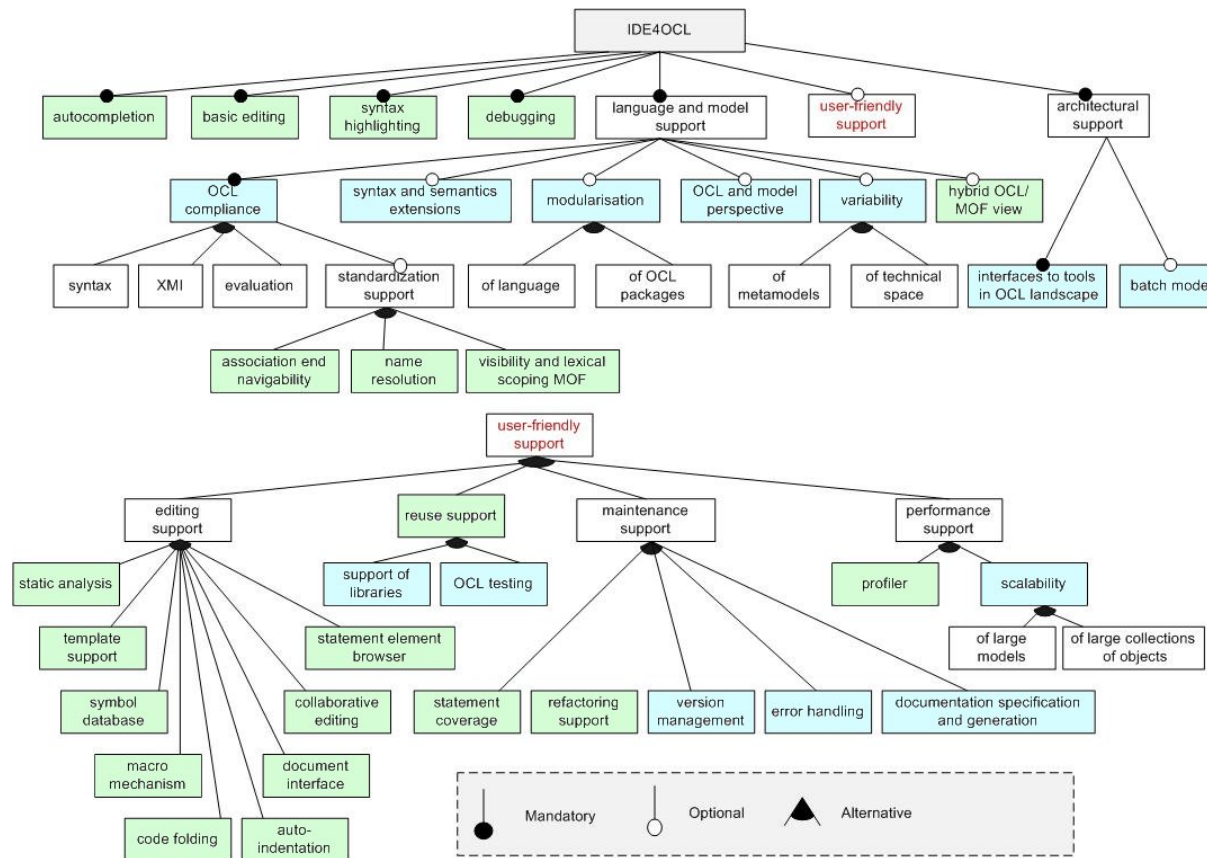 IDE4OCL
autocompletion
basic editing
syntax
highlighting
debugging
language and model
support
user-friendly
support
architectural
support
OCL
compliance
syntax and semantics
extensions
modularisation
OCL and model
perspective
variability
hybrid OCL/
MOF view
syntax
XMI
evaluation
standardization
support
of language
of OCL
packages
of
metamodels
of technical
space
interfaces to tools
in OCL landscape
batch mode
association end
navigability
name
resolution
visibility and lexical
scoping MOF
user-friendly
support
editing
support
reuse support
maintenance
support
performance
support
static analysis
support of
libraries
OCL testing
profiler
scalability
template
support
statement element
browser
of large
models
of large collections
of objects
symbol
database
collaborative
editing
statement
coverage
refactoring
support
version
management
error handling
documentation specification
and generation
macro
mechanism
document
interface
code folding
auto-
indentation
Mandatory
Optional
Alternative